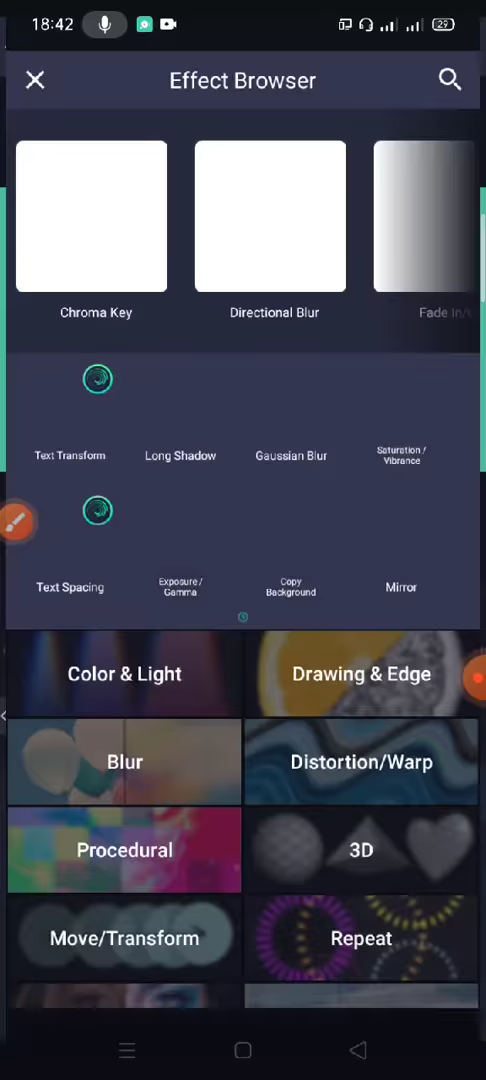 18:42
29
Effect Browser
Chroma Key
Directional Blur
Fade In/
Text Transform
Long Shadow
Gaussian Blur
Saturation /
Vibrance
Text Spacing
Exposure /
Gamma
Copy
Background
Mirror
Color & Light
Drawing & Edge
Blur
Distortion/Warp
Procedural
3D
Move/Transform
Repeat